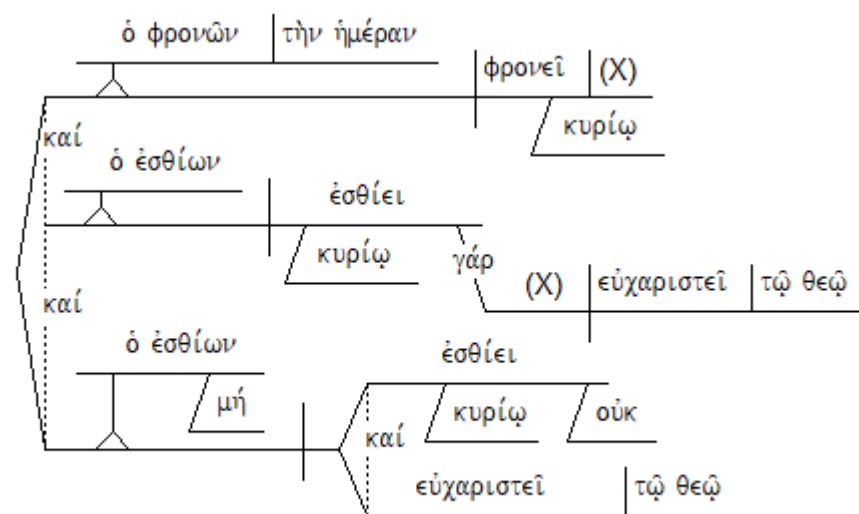 ὁ φρονῶν τὴν ἡμέραν
φρονεῖ (X)
καί κυρίῳ
ὁ ἐσθίων ἐσθίει
κυρίῳ γάρ
(X) εὐχαριστεῖ τῷ θεῷ
καί
ὁ ἐσθίων ἐσθίει
μή κυρίῳ οὐκ
καί
εὐχαριστεῖ τῷ θεῷ